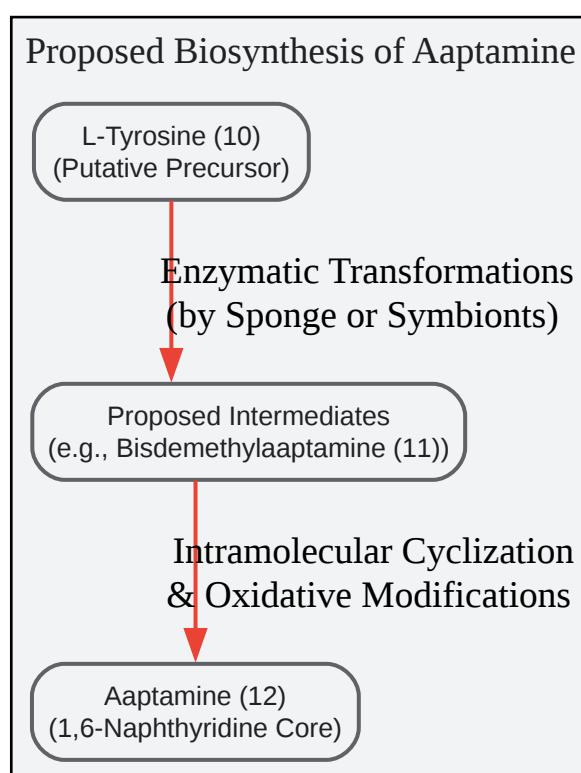 Proposed Biosynthesis of Aaptamine
L-Tyrosine (10)
(Putative Precursor)
Enzymatic Transformations
(by Sponge or Symbionts)
Proposed Intermediates
(e.g., Bisdemethylaaptamine (11))
Intramolecular Cyclization
& Oxidative Modifications
Aaptamine (12)
(1,6-Naphthyridine Core)